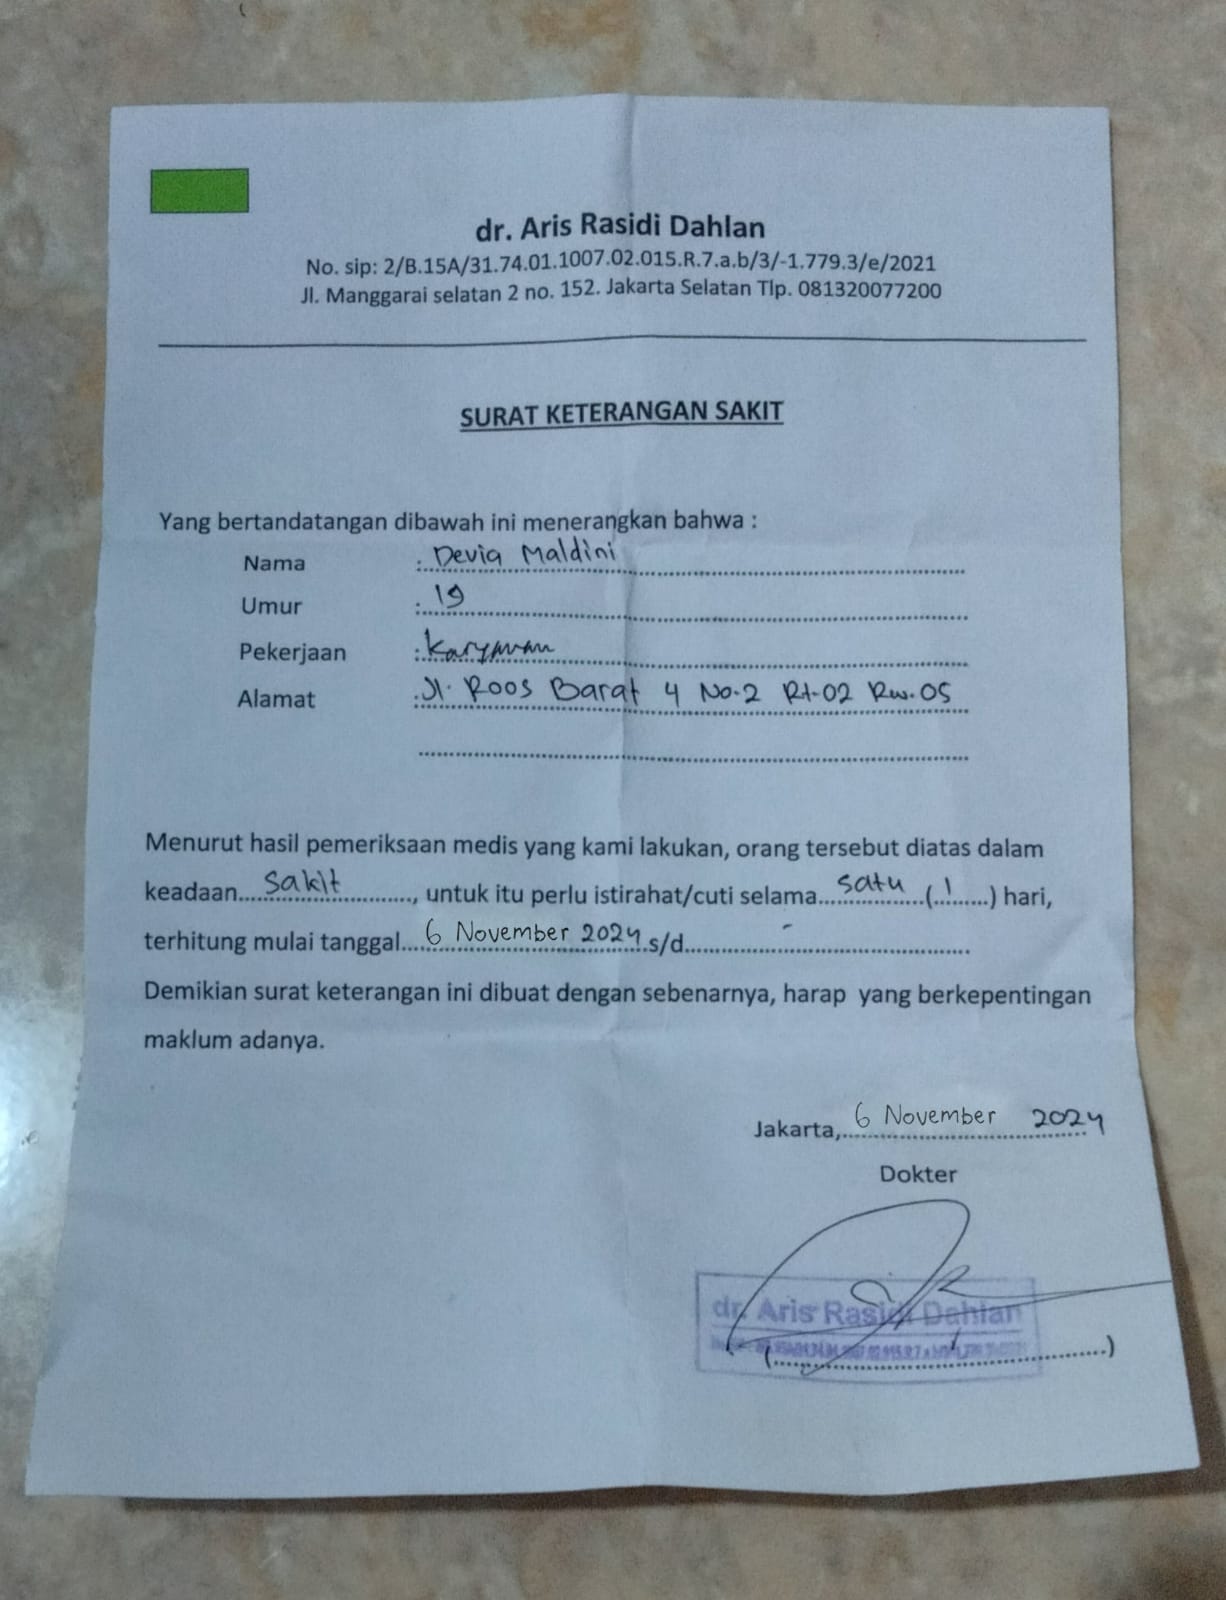 dr. Aris Rasidi Dahlan
No. sip: 2/B.15A/31.74.01.1007.02.015.R.7.a.b/3/-1.779.3/e/2021
Jl. Manggarai selatan 2 no. 152. Jakarta Selatan Tlp. 081320077200
SURAT KETERANGAN SAKIT
Yang bertandatangan dibawah ini menerangkan bahwa :
Nama : Devia Maldini
Umur : 19
Pekerjaan : Karyawan
Alamat : Jl. Roos Barat 4 No.2 Rt.02 Rw.05
Menurut hasil pemeriksaan medis yang kami lakukan, orang tersebut diatas dalam
keadaan sakit, untuk itu perlu istirahat/cuti selama satu (1) hari,
terhitung mulai tanggal 6 November 2024 s/d -
Demikian surat keterangan ini dibuat dengan sebenarnya, harap yang berkepentingan
maklum adanya.
Jakarta, 6 November 2024
Dokter
dr. Aris Rasidi Dahlan